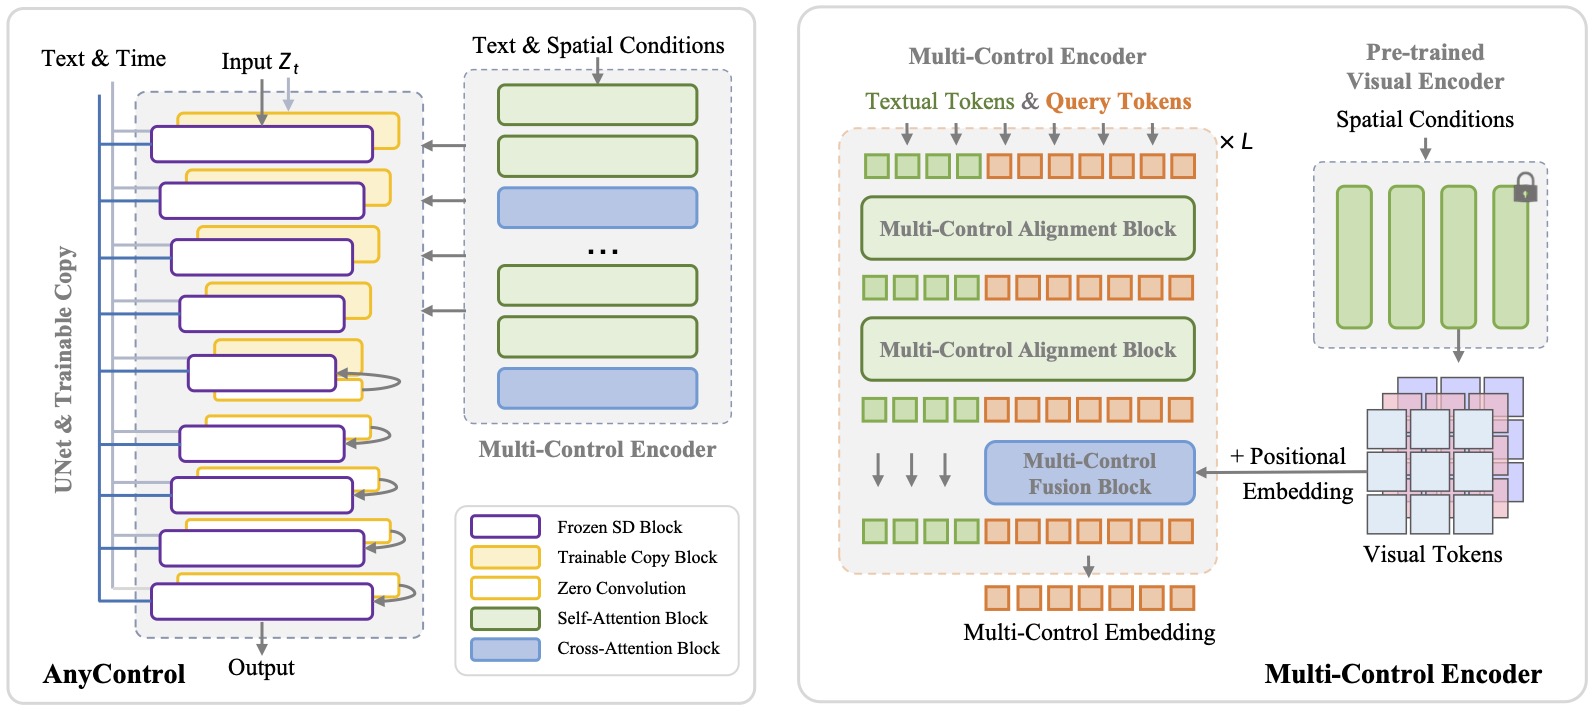 Text & Time
Input Zt
UNet & Trainable Copy
Text & Spatial Conditions
...
Multi-Control Encoder
Frozen SD Block
Trainable Copy Block
Zero Convolution
Self-Attention Block
Cross-Attention Block
Output
AnyControl
Multi-Control Encoder
Textual Tokens & Query Tokens
× L
Multi-Control Alignment Block
Multi-Control Alignment Block
Multi-Control
Fusion Block
Multi-Control Embedding
Pre-trained
Visual Encoder
Spatial Conditions
+ Positional
Embedding
Visual Tokens
Multi-Control Encoder